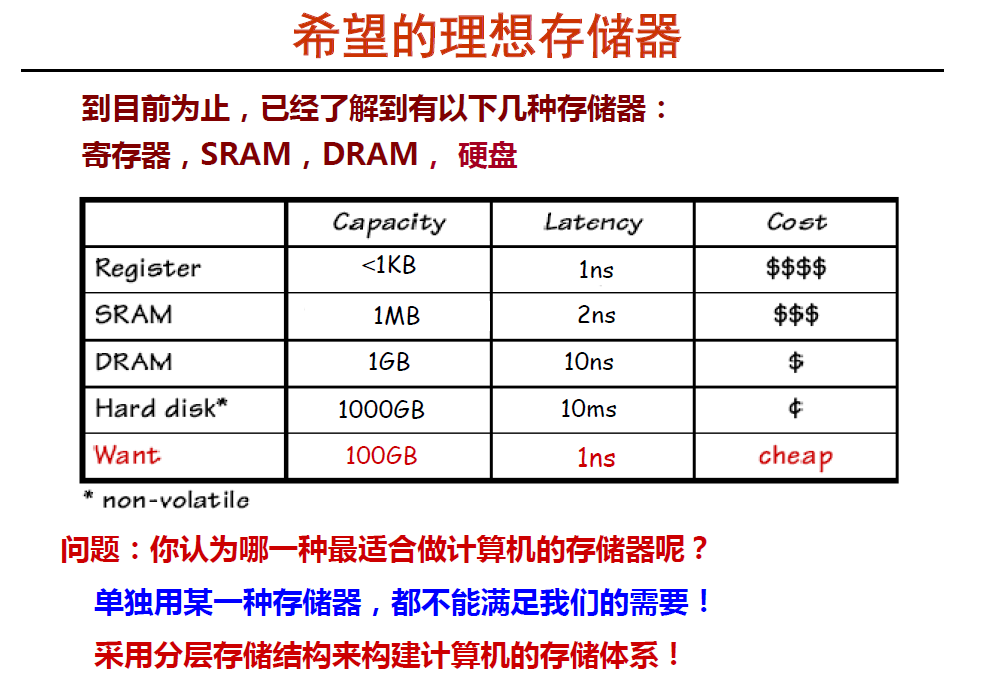 希望的理想存储器
到目前为止，已经了解到有以下几种存储器：
寄存器，SRAM，DRAM， 硬盘
Capacity Latency Cost
Register <1KB 1ns $$$$
SRAM 1MB 2ns $$$
DRAM 1GB 10ns $
Hard disk* 1000GB 10ms ¢
Want 100GB 1ns cheap
* non-volatile
问题：你认为哪一种最适合做计算机的存储器呢？
单独用某一种存储器，都不能满足我们的需要！
采用分层存储结构来构建计算机的存储体系！